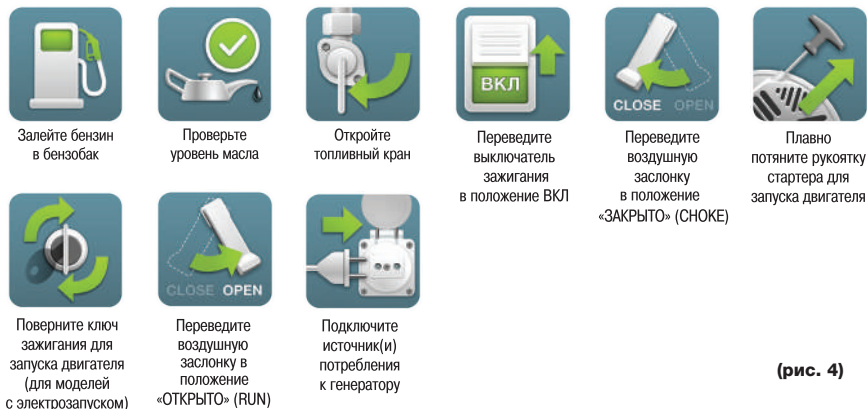 Залейте бензин
в бензобак
Проверьте
уровень масла
Откройте
топливный кран
ВКЛ
Переведите
выключатель
зажигания
в положение ВКЛ
CLOSE OPEN
Переведите
воздушную
заслонку
в положение
«ЗАКРЫТО» (CHOKE)
Плавно
потяните рукоятку
стартера для
запуска двигателя
Поверните ключ
зажигания для
запуска двигателя
(для моделей
с электрозапуском)
CLOSE OPEN
Переведите
воздушную
заслонку в
положение
«ОТКРЫТО» (RUN)
Подключите
источник(и)
потребления
к генератору
(рис. 4)